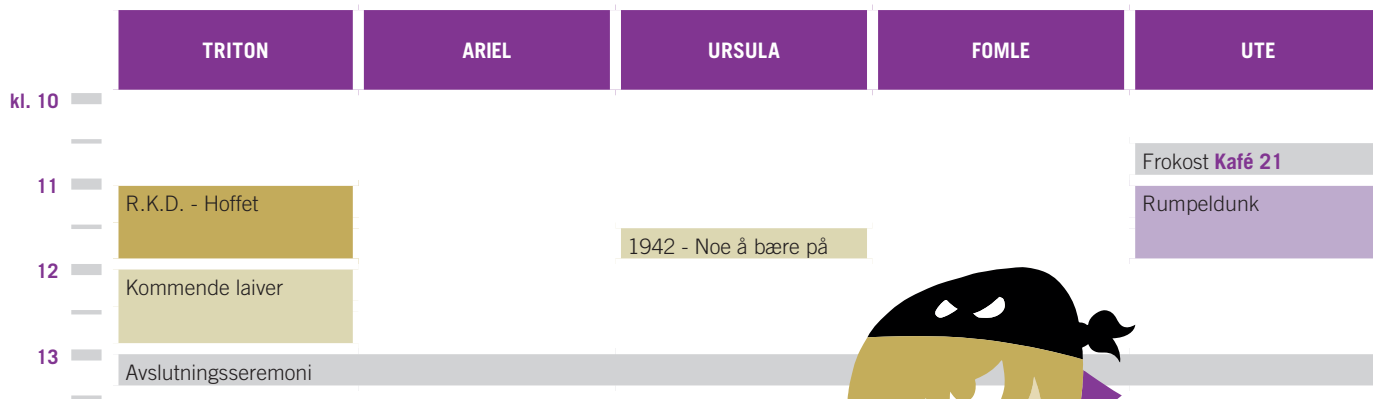 TRITON ARIEL URSULA FOMLE UTE
kl. 10
Frokost Kafé 21
11
R.K.D. - Hoffet
Rumpeldunk
1942 - Noe å bære på
12
Kommende laiver
13
Avslutningsseremoni